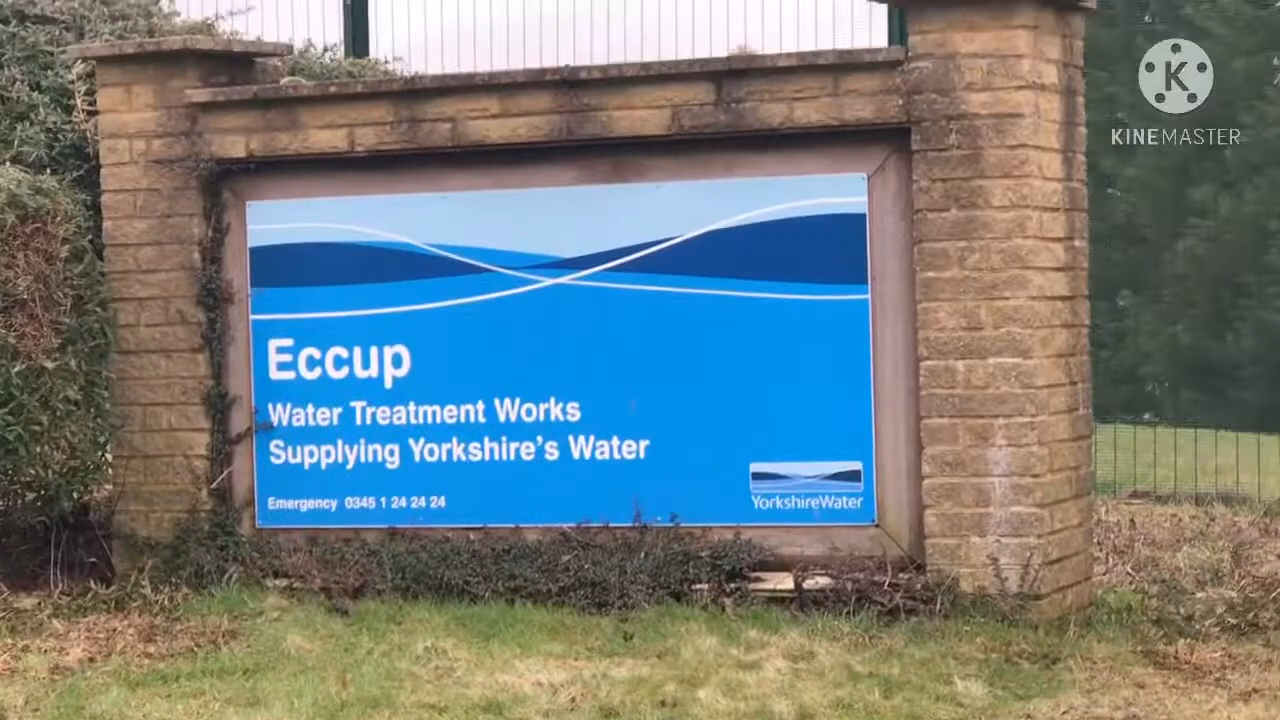 K
KINEMASTER
Eccup
Water Treatment Works
Supplying Yorkshire's Water
Emergency 0345 1 24 24 24
YorkshireWater